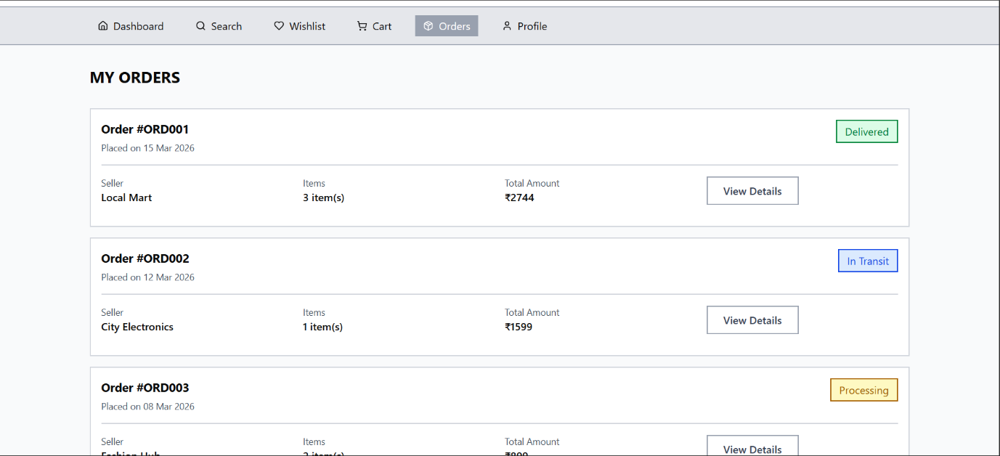 Dashboard Search Wishlist Cart Orders Profile
MY ORDERS
Order #ORD001 Delivered
Placed on 15 Mar 2026
Seller Items Total Amount
Local Mart 3 item(s) ₹2744 View Details
Order #ORD002 In Transit
Placed on 12 Mar 2026
Seller Items Total Amount
City Electronics 1 item(s) ₹1599 View Details
Order #ORD003 Processing
Placed on 08 Mar 2026
Seller Items Total Amount
Fashion Hub item(s) View Details